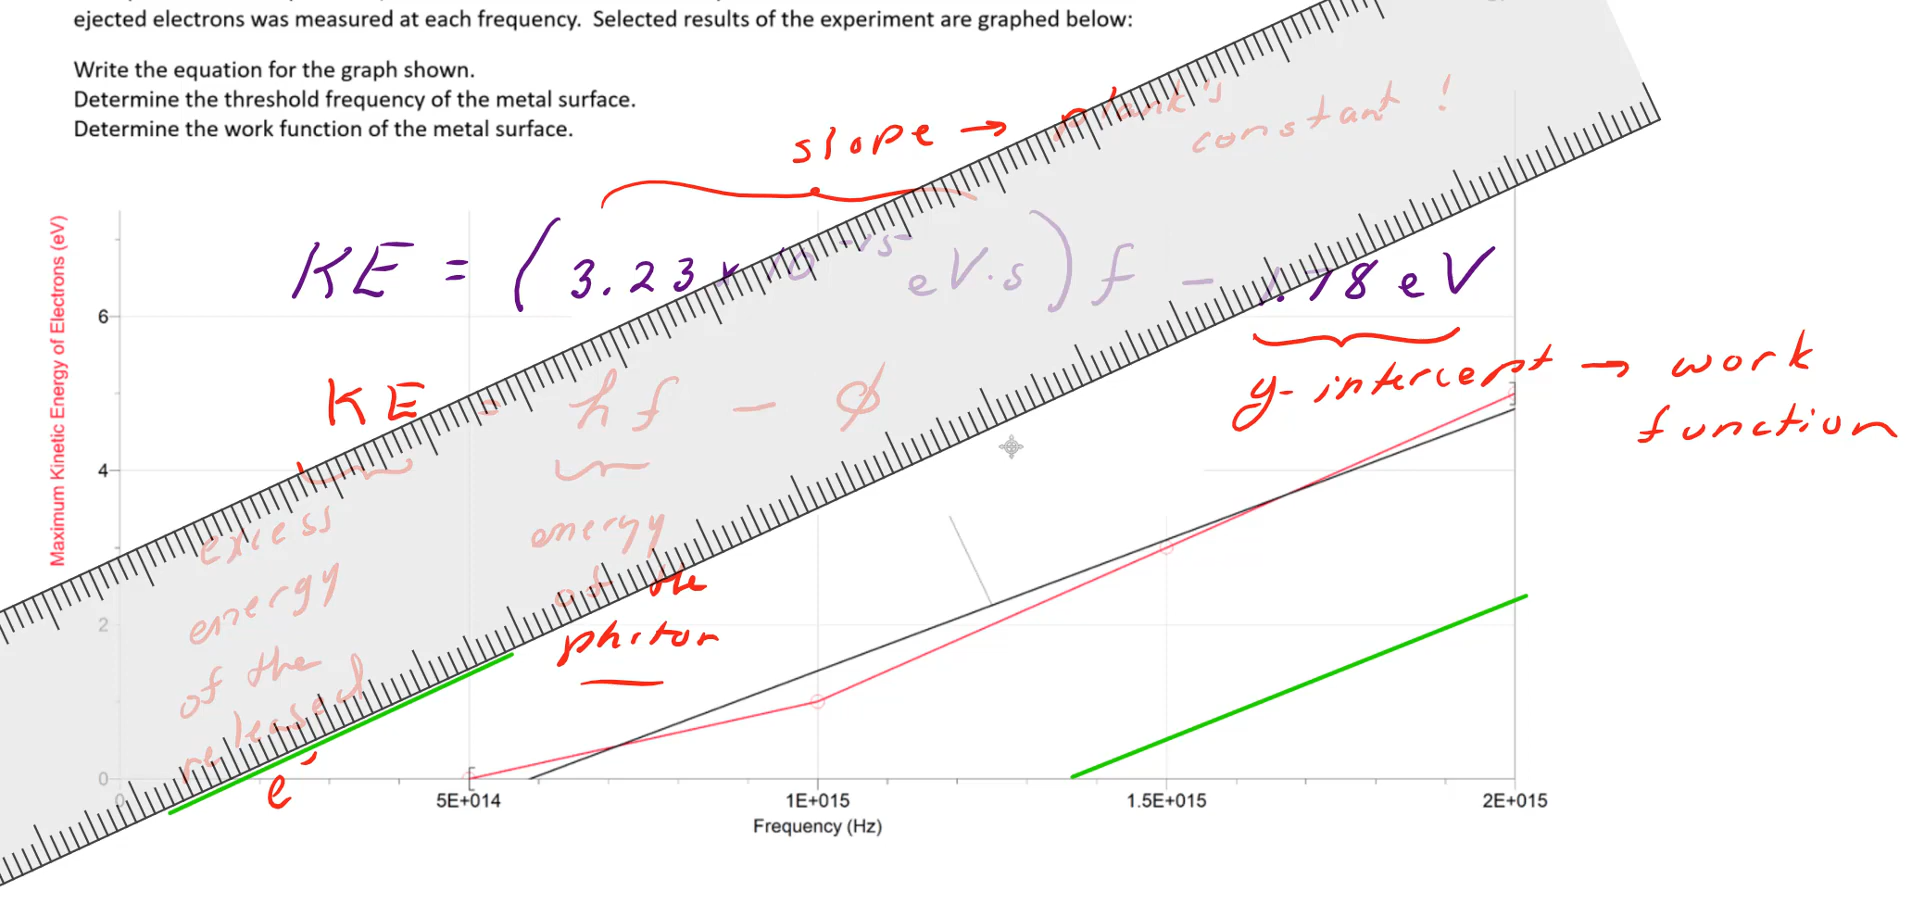 ejected electrons was measured at each frequency. Selected results of the experiment are graphed below:
Write the equation for the graph shown.
Determine the threshold frequency of the metal surface.
Determine the work function of the metal surface.
slope → plank's
constant!
KE = (3.23 x 10^-15 eV·s) f - 1.78 eV
y-intercept → work
function
KE = hf - ϕ
excess
energy
of the
released
e^-
energy
of the
photon
Maximum Kinetic Energy of Electrons (eV)
6
4
2
0
0
5E+014
1E+015
1.5E+015
2E+015
Frequency (Hz)